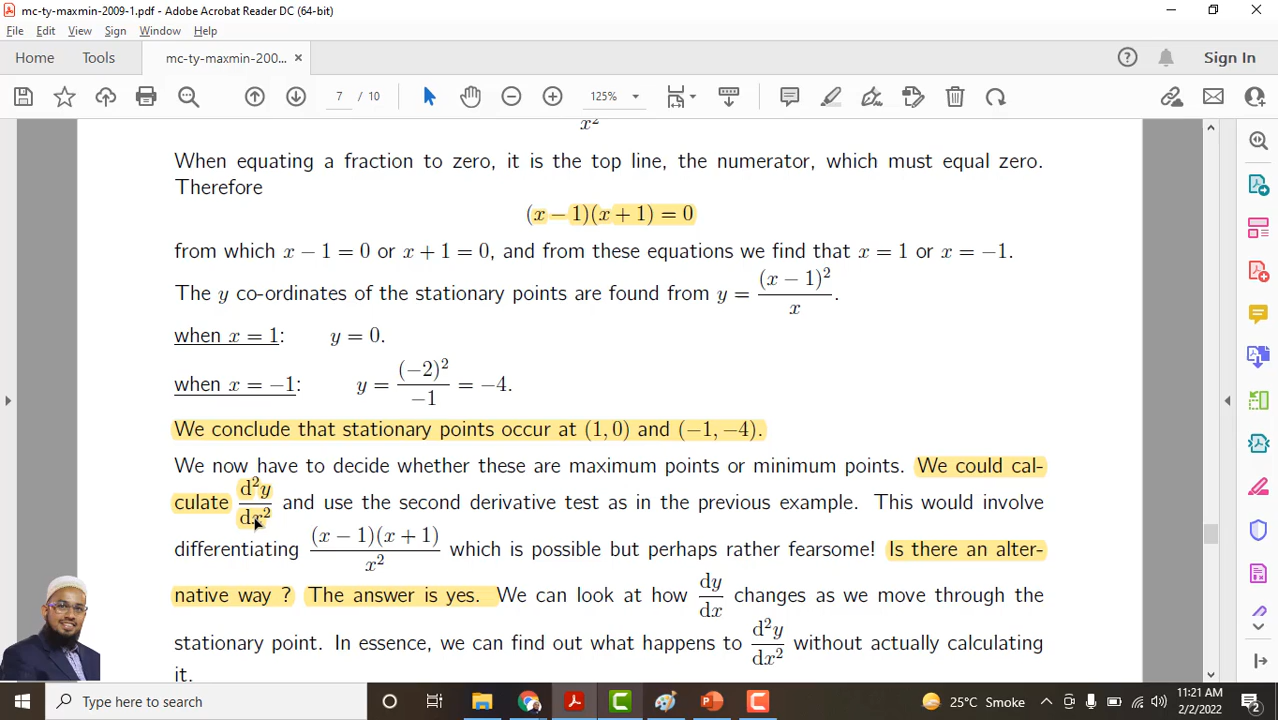 mc-ty-maxmin-2009-1.pdf - Adobe Acrobat Reader DC (64-bit)
File Edit View Sign Window Help
Home Tools mc-ty-maxmin-200... × Sign In
7 / 10 125%
x²
When equating a fraction to zero, it is the top line, the numerator, which must equal zero.
Therefore
(x − 1)(x + 1) = 0
from which x − 1 = 0 or x + 1 = 0, and from these equations we find that x = 1 or x = −1.
The y co-ordinates of the stationary points are found from y = (x − 1)²/x.
when x = 1: y = 0.
when x = −1: y = (−2)²/−1 = −4.
We conclude that stationary points occur at (1, 0) and (−1, −4).
We now have to decide whether these are maximum points or minimum points. We could cal-
culate d²y/dx² and use the second derivative test as in the previous example. This would involve
differentiating (x − 1)(x + 1)/x² which is possible but perhaps rather fearsome! Is there an alter-
native way ? The answer is yes. We can look at how dy/dx changes as we move through the
stationary point. In essence, we can find out what happens to d²y/dx² without actually calculating
it.
Type here to search
25°C Smoke
11:21 AM
2/2/2022
2